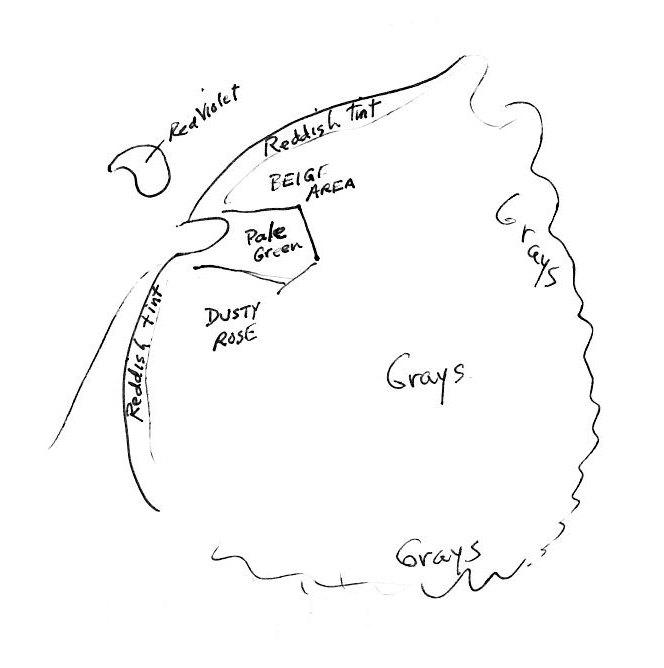 Red Violet
Reddish Tint
BEIGE
AREA
Pale
Green
Grays
Reddish tint
DUSTY
ROSE
Grays
Grays